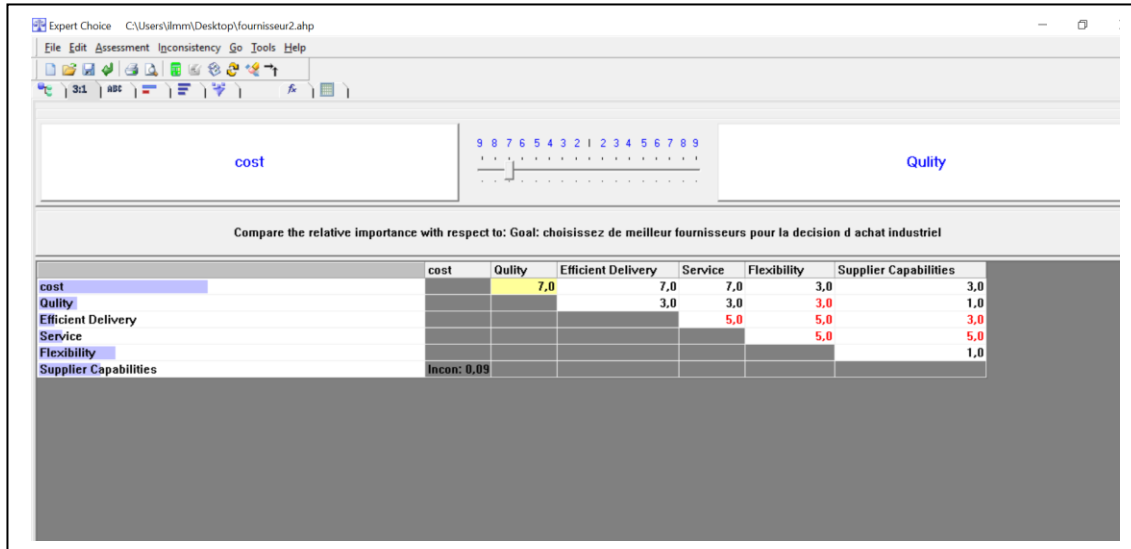 Expert Choice C:\Users\ilmm\Desktop\fournisseur2.ahp
File Edit Assessment Inconsistency Go Tools Help
3:1 ABC fx
9 8 7 6 5 4 3 2 1 2 3 4 5 6 7 8 9
cost Qulity
Compare the relative importance with respect to: Goal: choisissez de meilleur fournisseurs pour la decision d achat industriel
cost Qulity Efficient Delivery Service Flexibility Supplier Capabilities
cost 7,0 7,0 7,0 3,0 3,0
Qulity 3,0 3,0 3,0 1,0
Efficient Delivery 5,0 5,0 3,0
Service 5,0 5,0
Flexibility 1,0
Supplier Capabilities Incon: 0,09